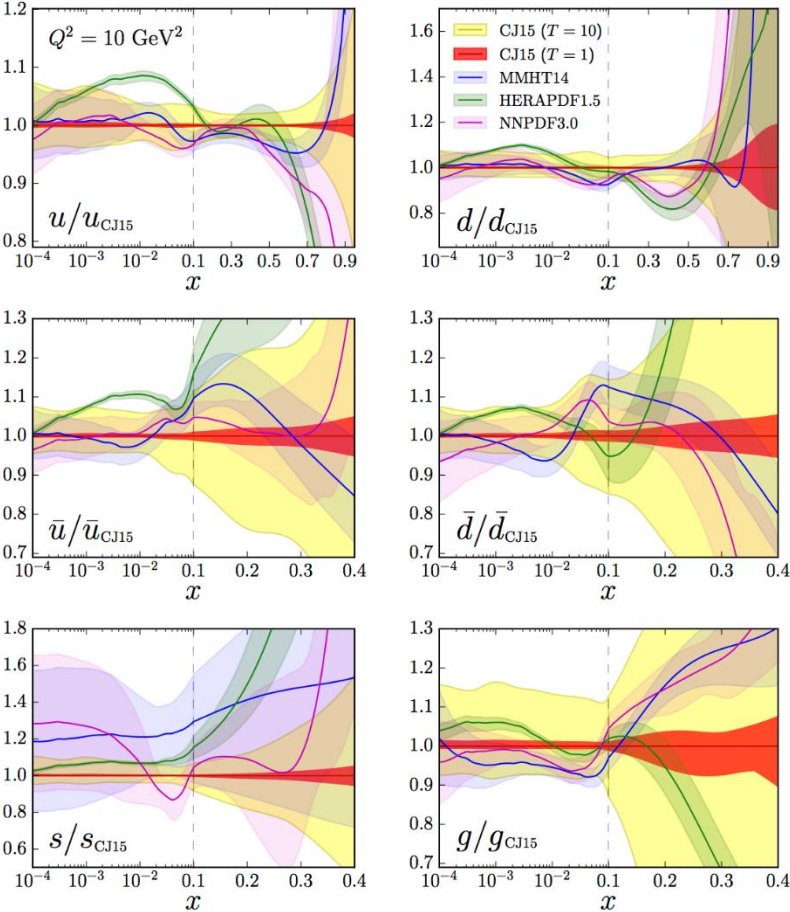 Q² = 10 GeV²
1.2
1.1
1.0
0.9
0.8
u/u_CJ15
10⁻⁴ 10⁻³ 10⁻² 0.1 0.3 0.5 0.7 0.9
x
CJ15 (T = 10)
CJ15 (T = 1)
MMHT14
HERAPDF1.5
NNPDF3.0
1.6
1.4
1.2
1.0
0.8
d/d_CJ15
10⁻⁴ 10⁻³ 10⁻² 0.1 0.3 0.5 0.7 0.9
x
1.3
1.2
1.1
1.0
0.9
0.8
0.7
ū/ū_CJ15
10⁻⁴ 10⁻³ 10⁻² 0.1 0.2 0.3 0.4
x
1.3
1.2
1.1
1.0
0.9
0.8
0.7
d̄/d̄_CJ15
10⁻⁴ 10⁻³ 10⁻² 0.1 0.2 0.3 0.4
x
1.8
1.6
1.4
1.2
1.0
0.8
0.6
s/s_CJ15
10⁻⁴ 10⁻³ 10⁻² 0.1 0.2 0.3 0.4
x
1.3
1.2
1.1
1.0
0.9
0.8
0.7
g/g_CJ15
10⁻⁴ 10⁻³ 10⁻² 0.1 0.2 0.3 0.4
x